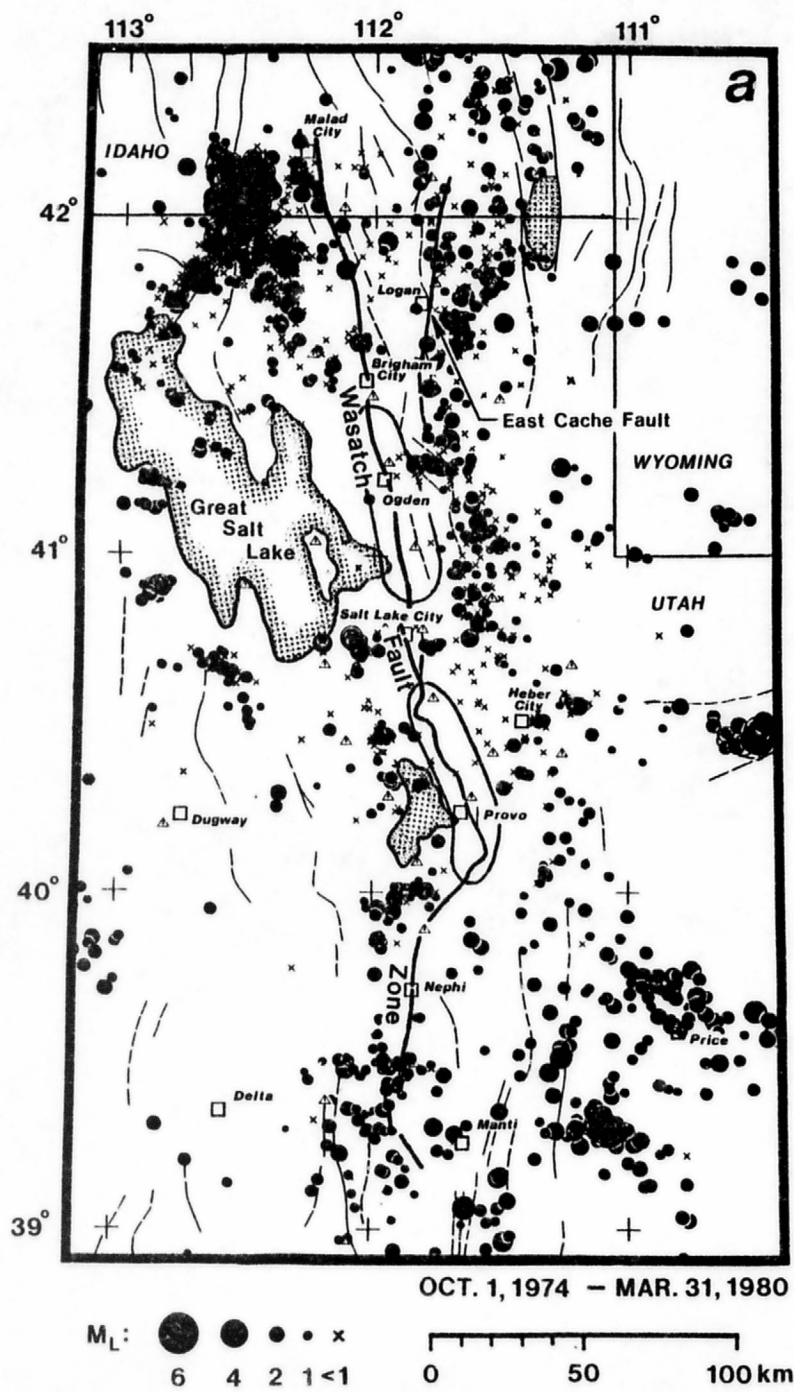 113°
112°
111°
a
Malad
City
IDAHO
42°
Logan
Brigham
City
Wasatch
East Cache Fault
WYOMING
Ogden
Great
Salt
Lake
41°
UTAH
Salt Lake City
Fault
Heber
City
Dugway
Provo
40°
Zone
Nephi
Price
Delta
Manti
39°
OCT. 1, 1974 – MAR. 31, 1980
M_L:
6 4 2 1 <1
0 50 100 km